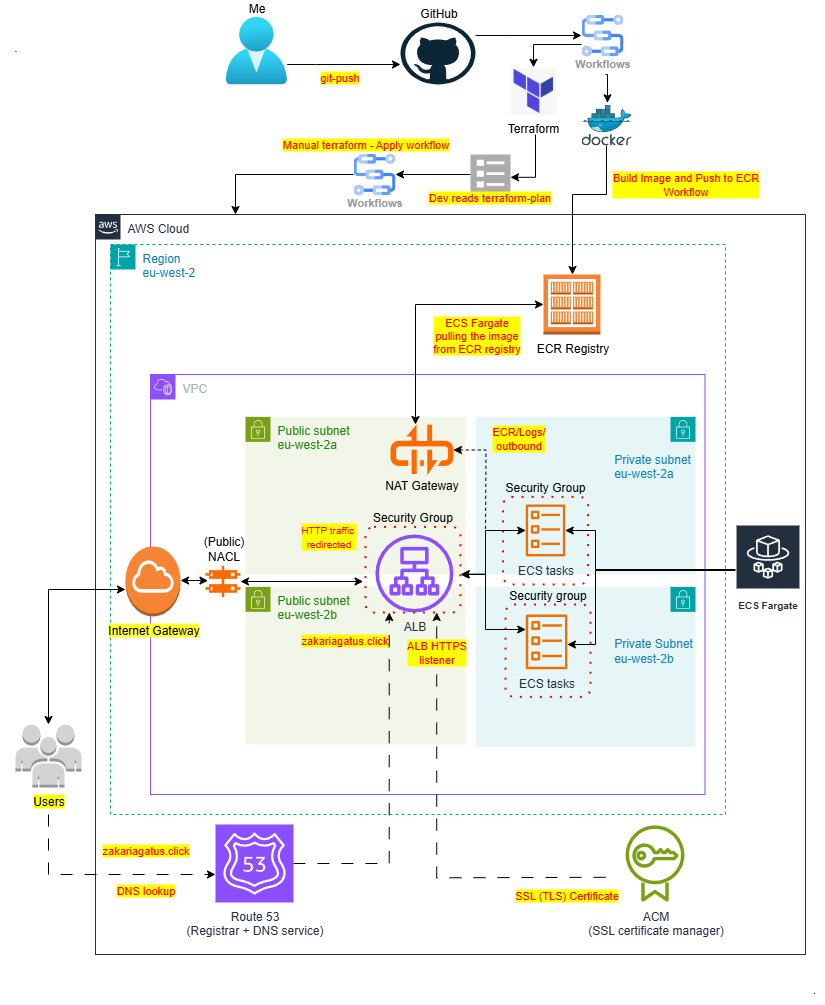 Me
GitHub
git-push
Workflows
Terraform
docker
Manual terraform - Apply workflow
Workflows
Dev reads terraform-plan
Build Image and Push to ECR
Workflow
aws
AWS Cloud
Region
eu-west-2
ECS Fargate
pulling the image
from ECR registry
ECR Registry
VPC
Public subnet
eu-west-2a
NAT Gateway
ECR/Logs/
outbound
Private subnet
eu-west-2a
Security Group
ECS tasks
Security Group
HTTP traffic
redirected
(Public)
NACL
Internet Gateway
Public subnet
eu-west-2b
ALB
zakariagatus.click
ALB HTTPS
listener
Security group
ECS tasks
Private Subnet
eu-west-2b
ECS Fargate
Users
zakariagatus.click
DNS lookup
53
Route 53
(Registrar + DNS service)
SSL (TLS) Certificate
ACM
(SSL certificate manager)